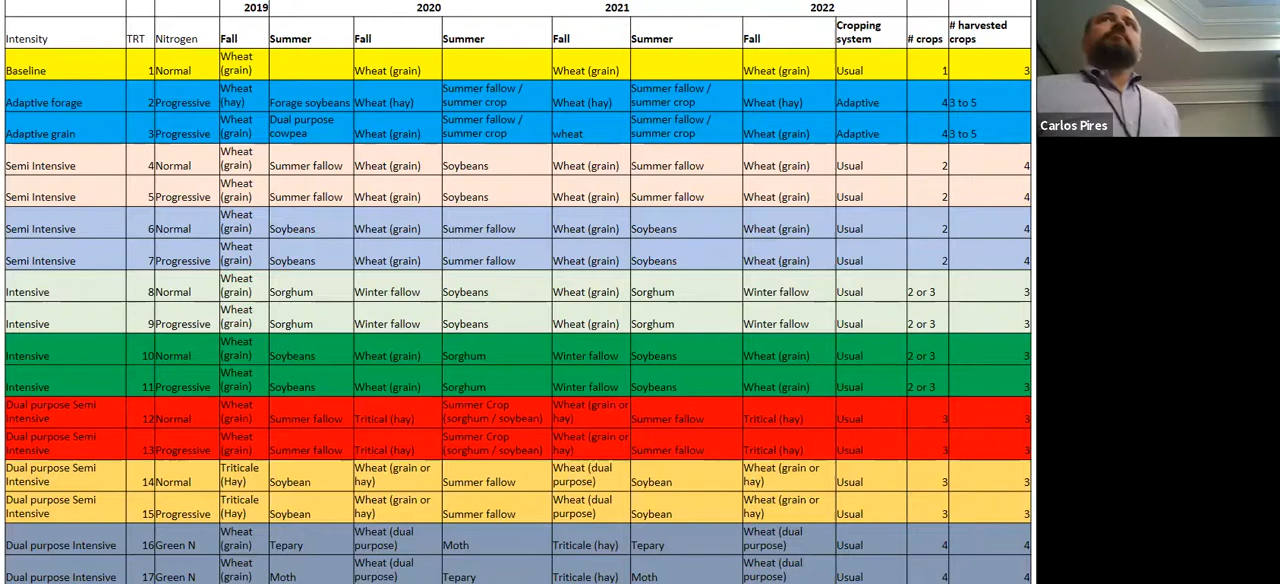 2019 2020 2021 2022
Intensity TRT Nitrogen Fall Summer Fall Summer Fall Summer Fall Cropping system # crops # harvested crops
Baseline 1 Normal Wheat (grain) Wheat (grain) Wheat (grain) Wheat (grain) Usual 1 3
Adaptive forage 2 Progressive Wheat (hay) Forage soybeans Wheat (hay) Summer fallow / summer crop Wheat (hay) Summer fallow / summer crop Wheat (hay) Adaptive 4 3 to 5
Adaptive grain 3 Progressive Wheat (grain) Dual purpose cowpea Wheat (grain) Summer fallow / summer crop wheat Summer fallow / summer crop Wheat (grain) Adaptive 4 3 to 5
Semi Intensive 4 Normal Wheat (grain) Summer fallow Wheat (grain) Soybeans Wheat (grain) Summer fallow Wheat (grain) Usual 2 4
Semi Intensive 5 Progressive Wheat (grain) Summer fallow Wheat (grain) Soybeans Wheat (grain) Summer fallow Wheat (grain) Usual 2 4
Semi Intensive 6 Normal Wheat (grain) Soybeans Wheat (grain) Summer fallow Wheat (grain) Soybeans Wheat (grain) Usual 2 4
Semi Intensive 7 Progressive Wheat (grain) Soybeans Wheat (grain) Summer fallow Wheat (grain) Soybeans Wheat (grain) Usual 2 4
Intensive 8 Normal Wheat (grain) Sorghum Winter fallow Soybeans Wheat (grain) Sorghum Winter fallow Usual 2 or 3 3
Intensive 9 Progressive Wheat (grain) Sorghum Winter fallow Soybeans Wheat (grain) Sorghum Winter fallow Usual 2 or 3 3
Intensive 10 Normal Wheat (grain) Soybeans Wheat (grain) Sorghum Winter fallow Soybeans Wheat (grain) Usual 2 or 3 3
Intensive 11 Progressive Wheat (grain) Soybeans Wheat (grain) Sorghum Winter fallow Soybeans Wheat (grain) Usual 2 or 3 3
Dual purpose Semi Intensive 12 Normal Wheat (grain) Summer fallow Tritical (hay) Summer Crop (sorghum / soybean) Wheat (grain or hay) Summer fallow Tritical (hay) Usual 3 3
Dual purpose Semi Intensive 13 Progressive Wheat (grain) Summer fallow Tritical (hay) Summer Crop (sorghum / soybean) Wheat (grain or hay) Summer fallow Tritical (hay) Usual 3 3
Dual purpose Semi Intensive 14 Normal Triticale (Hay) Soybean Wheat (grain or hay) Summer fallow Wheat (dual purpose) Soybean Wheat (grain or hay) Usual 3 3
Dual purpose Semi Intensive 15 Progressive Triticale (Hay) Soybean Wheat (grain or hay) Summer fallow Wheat (dual purpose) Soybean Wheat (grain or hay) Usual 3 3
Dual purpose Intensive 16 Green N Wheat (grain) Tepary Wheat (dual purpose) Moth Triticale (hay) Tepary Wheat (dual purpose) Usual 4 4
Dual purpose Intensive 17 Green N Wheat (grain) Moth Wheat (dual purpose) Tepary Triticale (hay) Moth Wheat (dual purpose) Usual 4 4
Carlos Pires